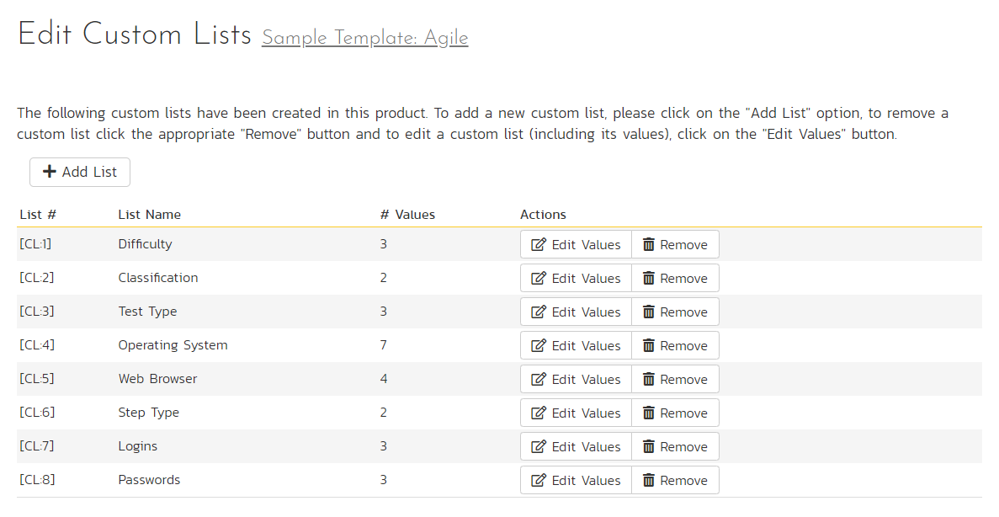 Edit Custom Lists Sample Template: Agile
The following custom lists have been created in this product. To add a new custom list, please click on the "Add List" option, to remove a
custom list click the appropriate "Remove" button and to edit a custom list (including its values), click on the "Edit Values" button.
Add List
List # List Name # Values Actions
[CL:1] Difficulty 3 Edit Values Remove
[CL:2] Classification 2 Edit Values Remove
[CL:3] Test Type 3 Edit Values Remove
[CL:4] Operating System 7 Edit Values Remove
[CL:5] Web Browser 4 Edit Values Remove
[CL:6] Step Type 2 Edit Values Remove
[CL:7] Logins 3 Edit Values Remove
[CL:8] Passwords 3 Edit Values Remove